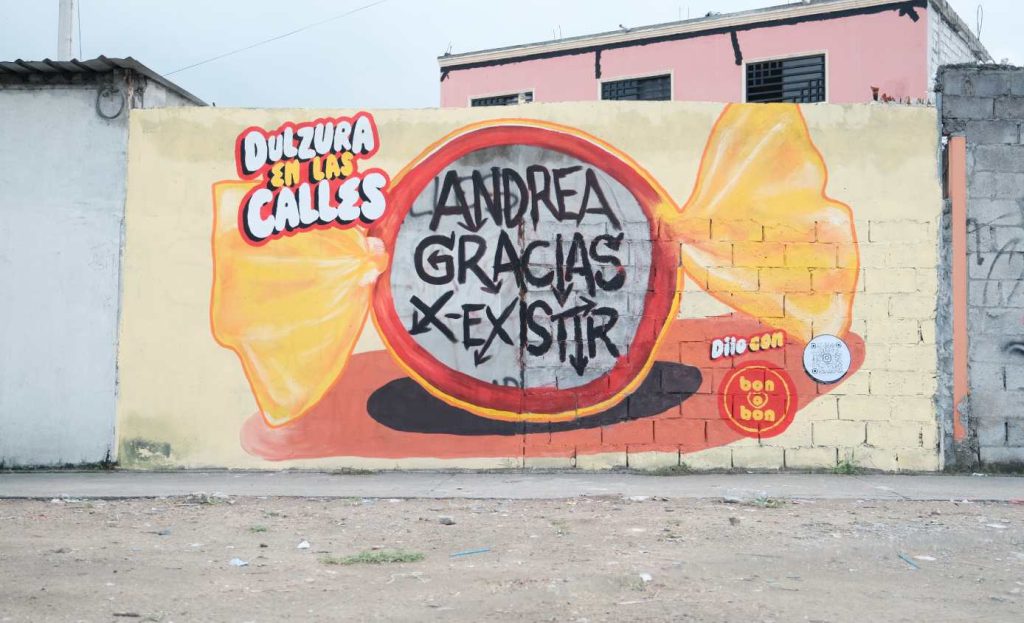 DULZURA
EN LAS
CALLES
ANDREA
GRACIAS
X-EXISTIR
Dilo con
bon
o
bon